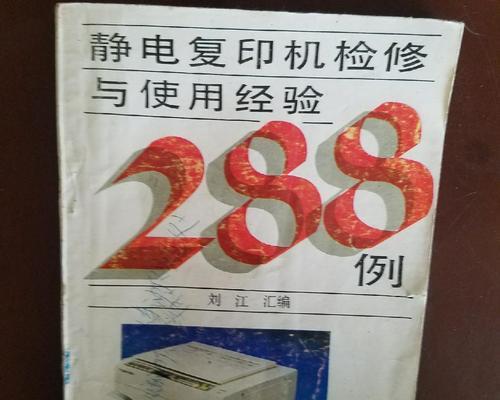 静电复印机检修
与使用经验
288
例
刘江 汇编